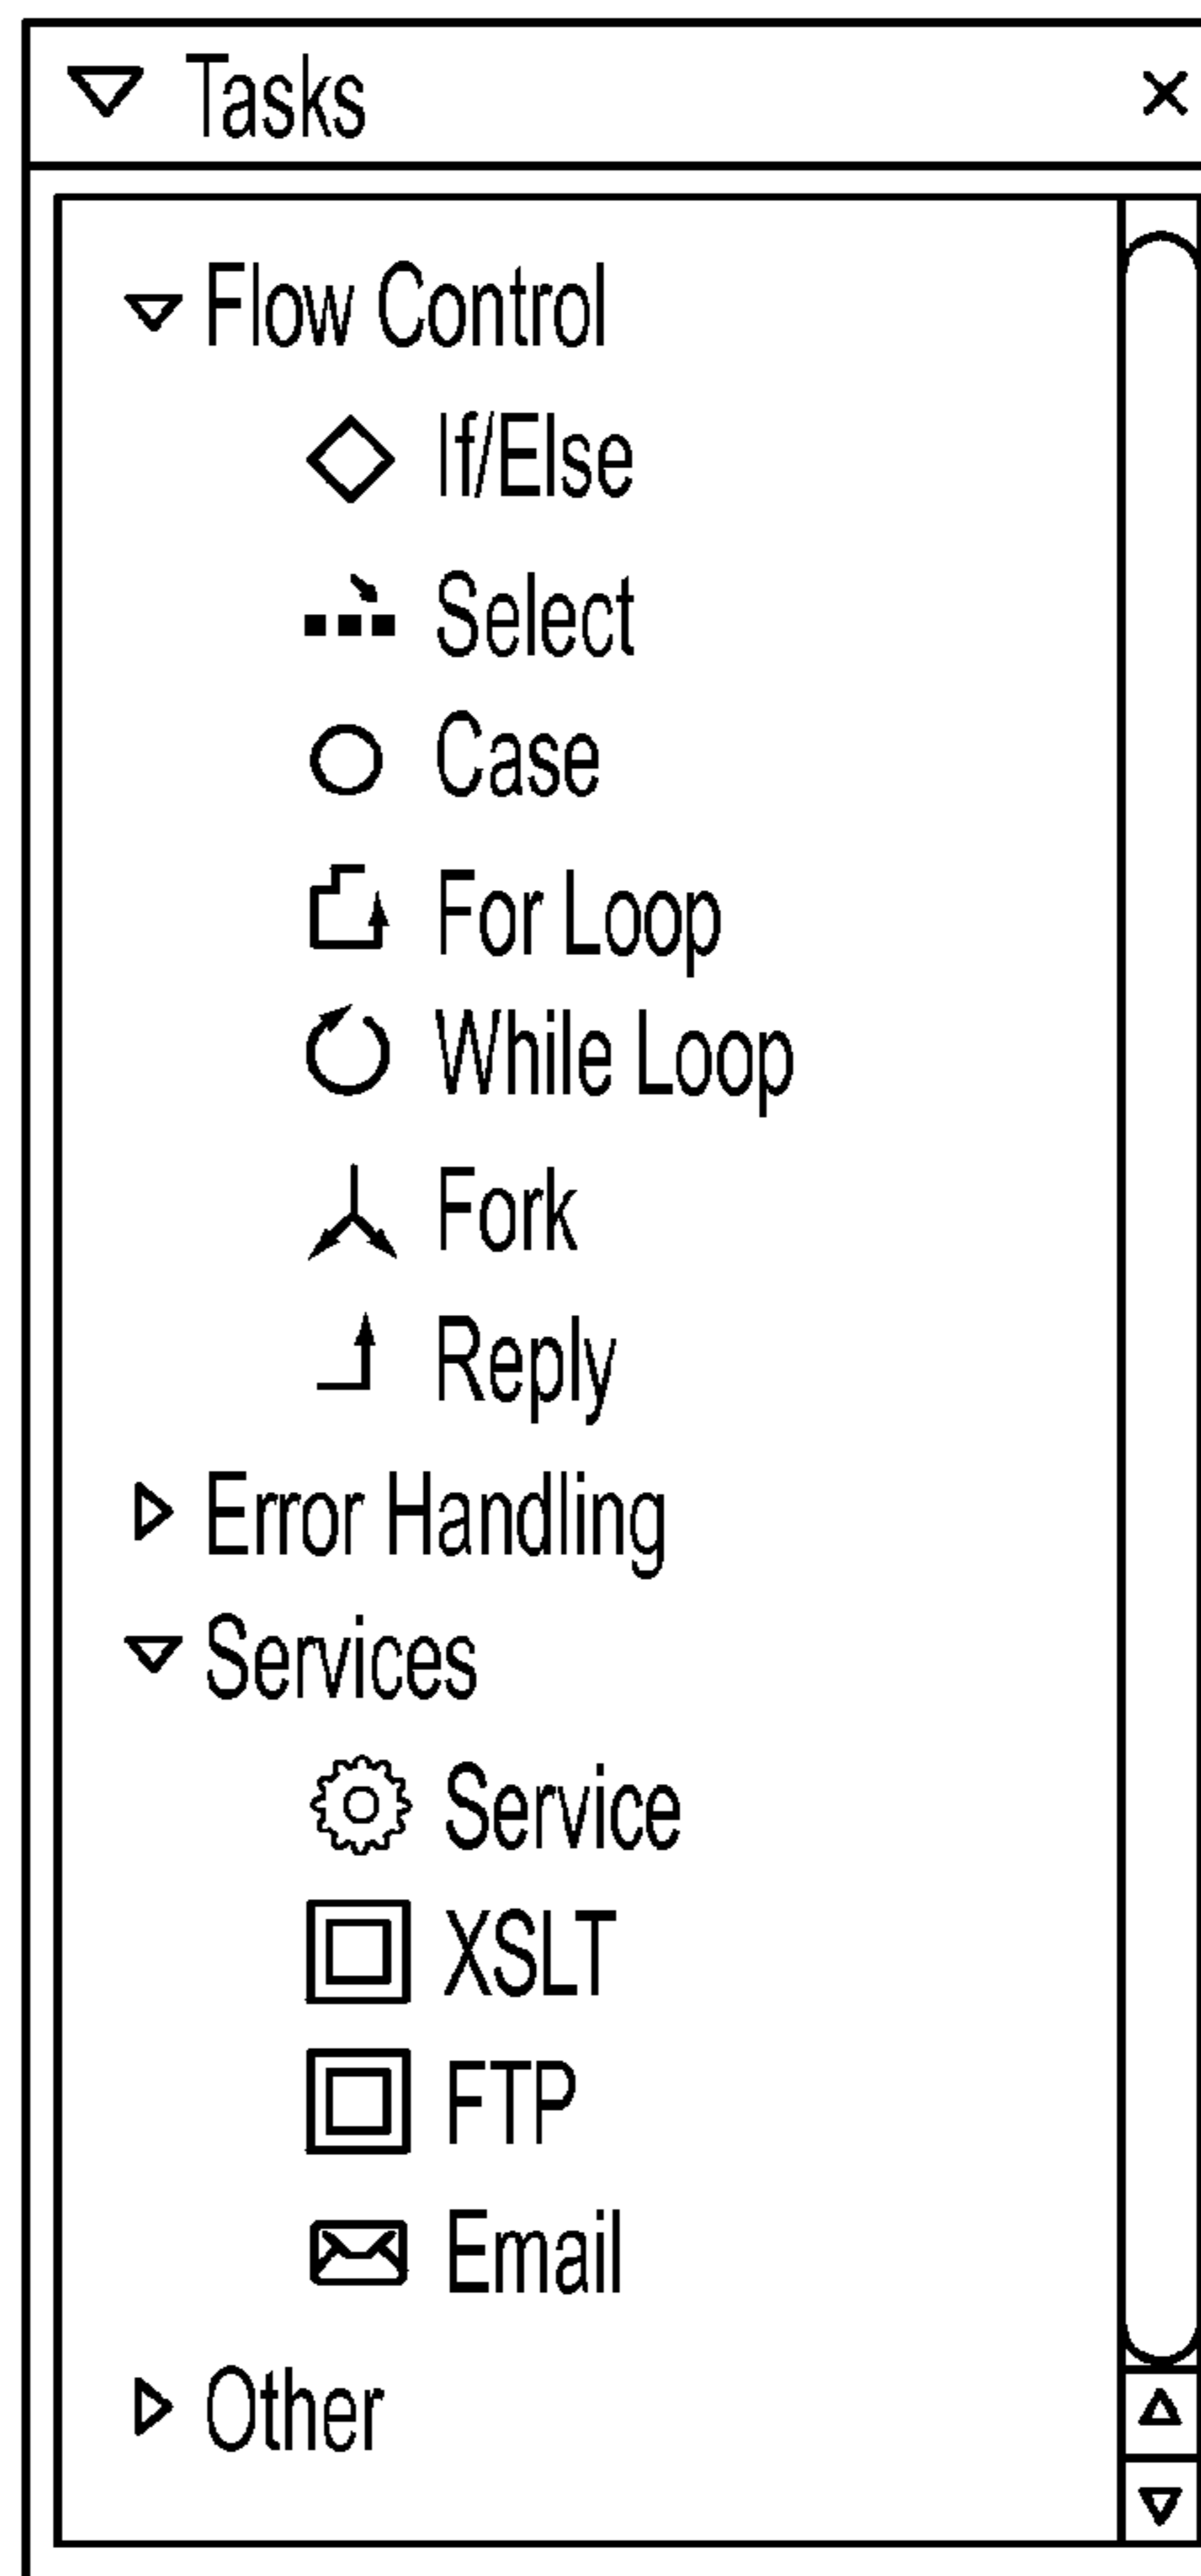 Tasks
Flow Control
If/Else
Select
Case
For Loop
While Loop
Fork
Reply
Error Handling
Services
Service
XSLT
FTP
Email
Other